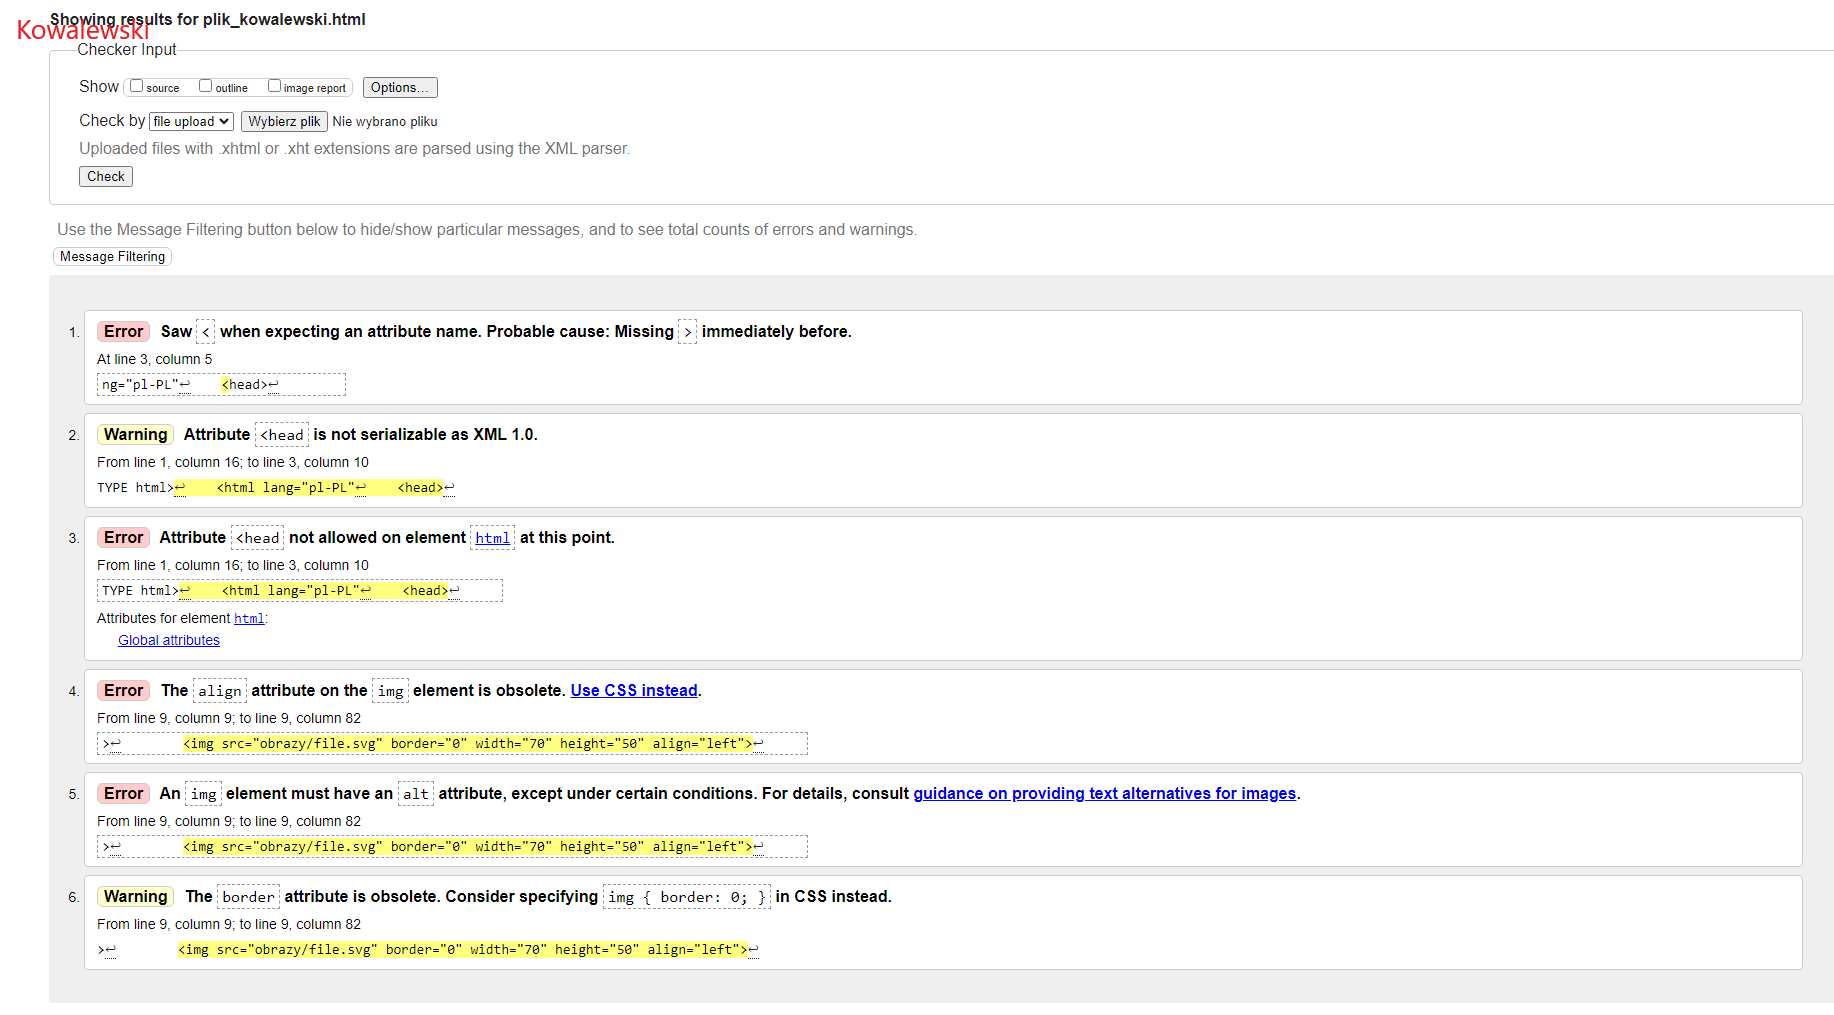 Showing results for plik_kowalewski.html
Kowalewski
Checker Input
Show source outline image report Options...
Check by file upload Wybierz plik Nie wybrano pliku
Uploaded files with .xhtml or .xht extensions are parsed using the XML parser.
Check
Use the Message Filtering button below to hide/show particular messages, and to see total counts of errors and warnings.
Message Filtering
1. Error Saw < when expecting an attribute name. Probable cause: Missing > immediately before.
At line 3, column 5
ng="pl-PL"↩    <head>↩
2. Warning Attribute <head is not serializable as XML 1.0.
From line 1, column 16; to line 3, column 10
TYPE html>↩    <html lang="pl-PL"↩    <head>↩
3. Error Attribute <head not allowed on element html at this point.
From line 1, column 16; to line 3, column 10
TYPE html>↩    <html lang="pl-PL"↩    <head>↩
Attributes for element html:
Global attributes
4. Error The align attribute on the img element is obsolete. Use CSS instead.
From line 9, column 9; to line 9, column 82
>↩        <img src="obrazy/file.svg" border="0" width="70" height="50" align="left">↩
5. Error An img element must have an alt attribute, except under certain conditions. For details, consult guidance on providing text alternatives for images.
From line 9, column 9; to line 9, column 82
>↩        <img src="obrazy/file.svg" border="0" width="70" height="50" align="left">↩
6. Warning The border attribute is obsolete. Consider specifying img { border: 0; } in CSS instead.
From line 9, column 9; to line 9, column 82
>↩        <img src="obrazy/file.svg" border="0" width="70" height="50" align="left">↩